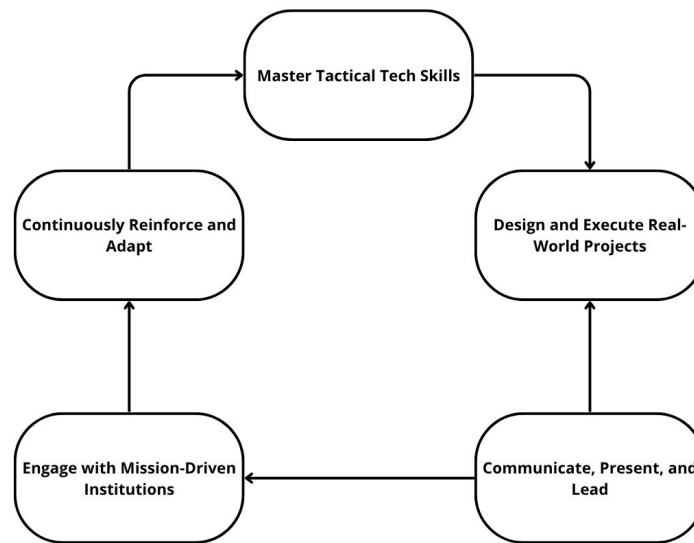 Master Tactical Tech Skills
Continuously Reinforce and
Adapt
Design and Execute Real-
World Projects
Engage with Mission-Driven
Institutions
Communicate, Present, and
Lead